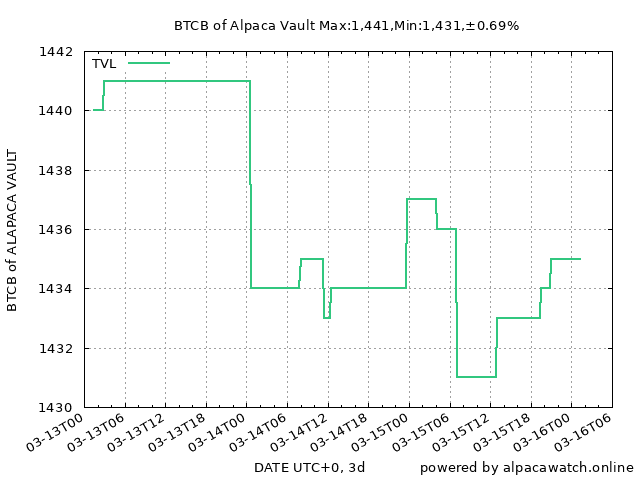 BTCB of Alpaca Vault Max:1,441,Min:1,431,±0.69%
TVL
1442
1440
1438
1436
1434
1432
1430
BTCB of ALAPACA VAULT
03-13T00
03-13T06
03-13T12
03-13T18
03-14T00
03-14T06
03-14T12
03-14T18
03-15T00
03-15T06
03-15T12
03-15T18
03-16T00
03-16T06
DATE UTC+0, 3d
powered by alpacawatch.online